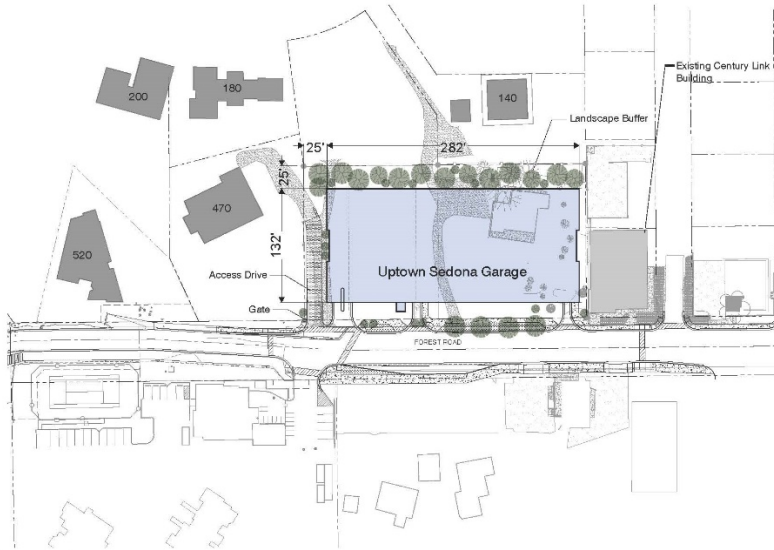 200
180
140
Existing Century Link
Building
Landscape Buffer
25'
282'
25'
470
132'
520
Uptown Sedona Garage
Access Drive
Gate
FOREST ROAD